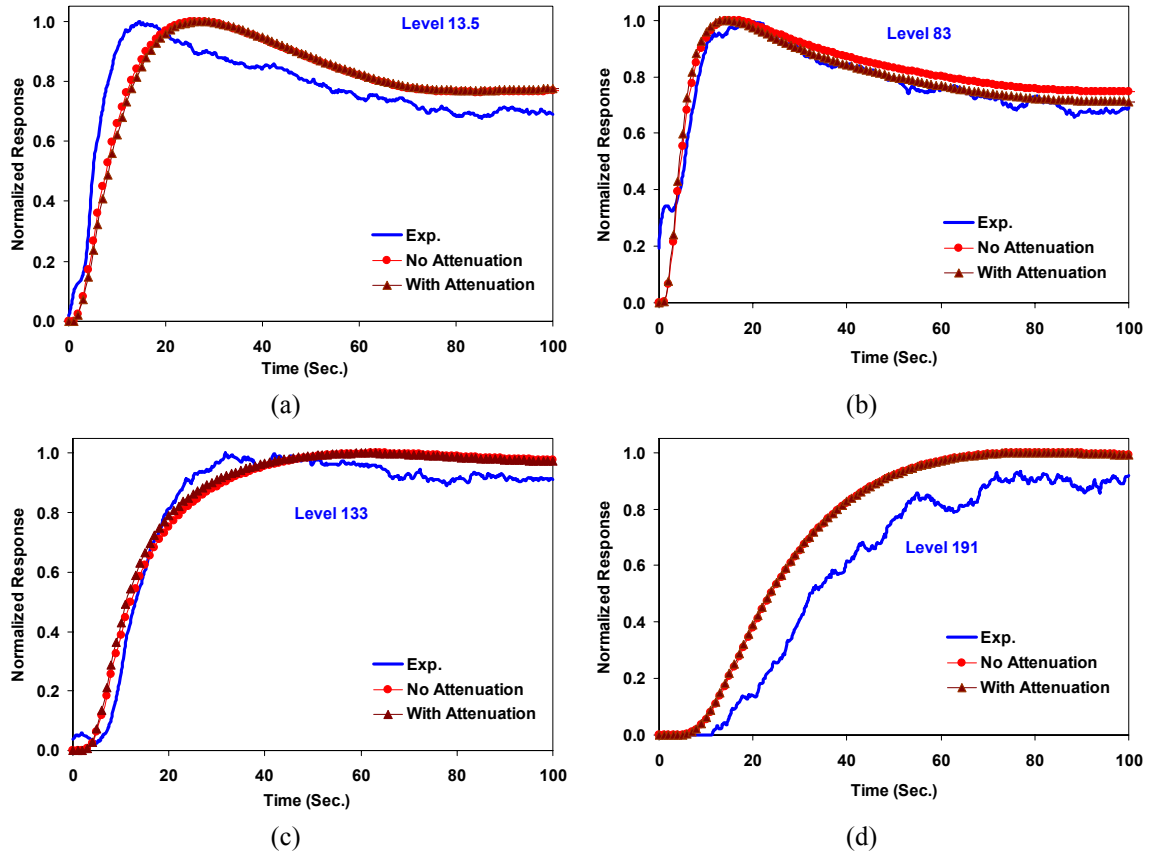 Normalized Response
1.0
0.8
0.6
0.4
0.2
0.0
Level 13.5
Exp.
No Attenuation
With Attenuation
0 20 40 60 80 100
Time (Sec.)
(a)
Normalized Response
1.0
0.8
0.6
0.4
0.2
0.0
Level 83
Exp.
No Attenuation
With Attenuation
0 20 40 60 80 100
Time (Sec.)
(b)
Normalized Response
1.0
0.8
0.6
0.4
0.2
0.0
Level 133
Exp.
No Attenuation
With Attenuation
0 20 40 60 80 100
Time (Sec.)
(c)
Normalized Response
1.0
0.8
0.6
0.4
0.2
0.0
Level 191
Exp.
No Attenuation
With Attenuation
0 20 40 60 80 100
Time (Sec.)
(d)